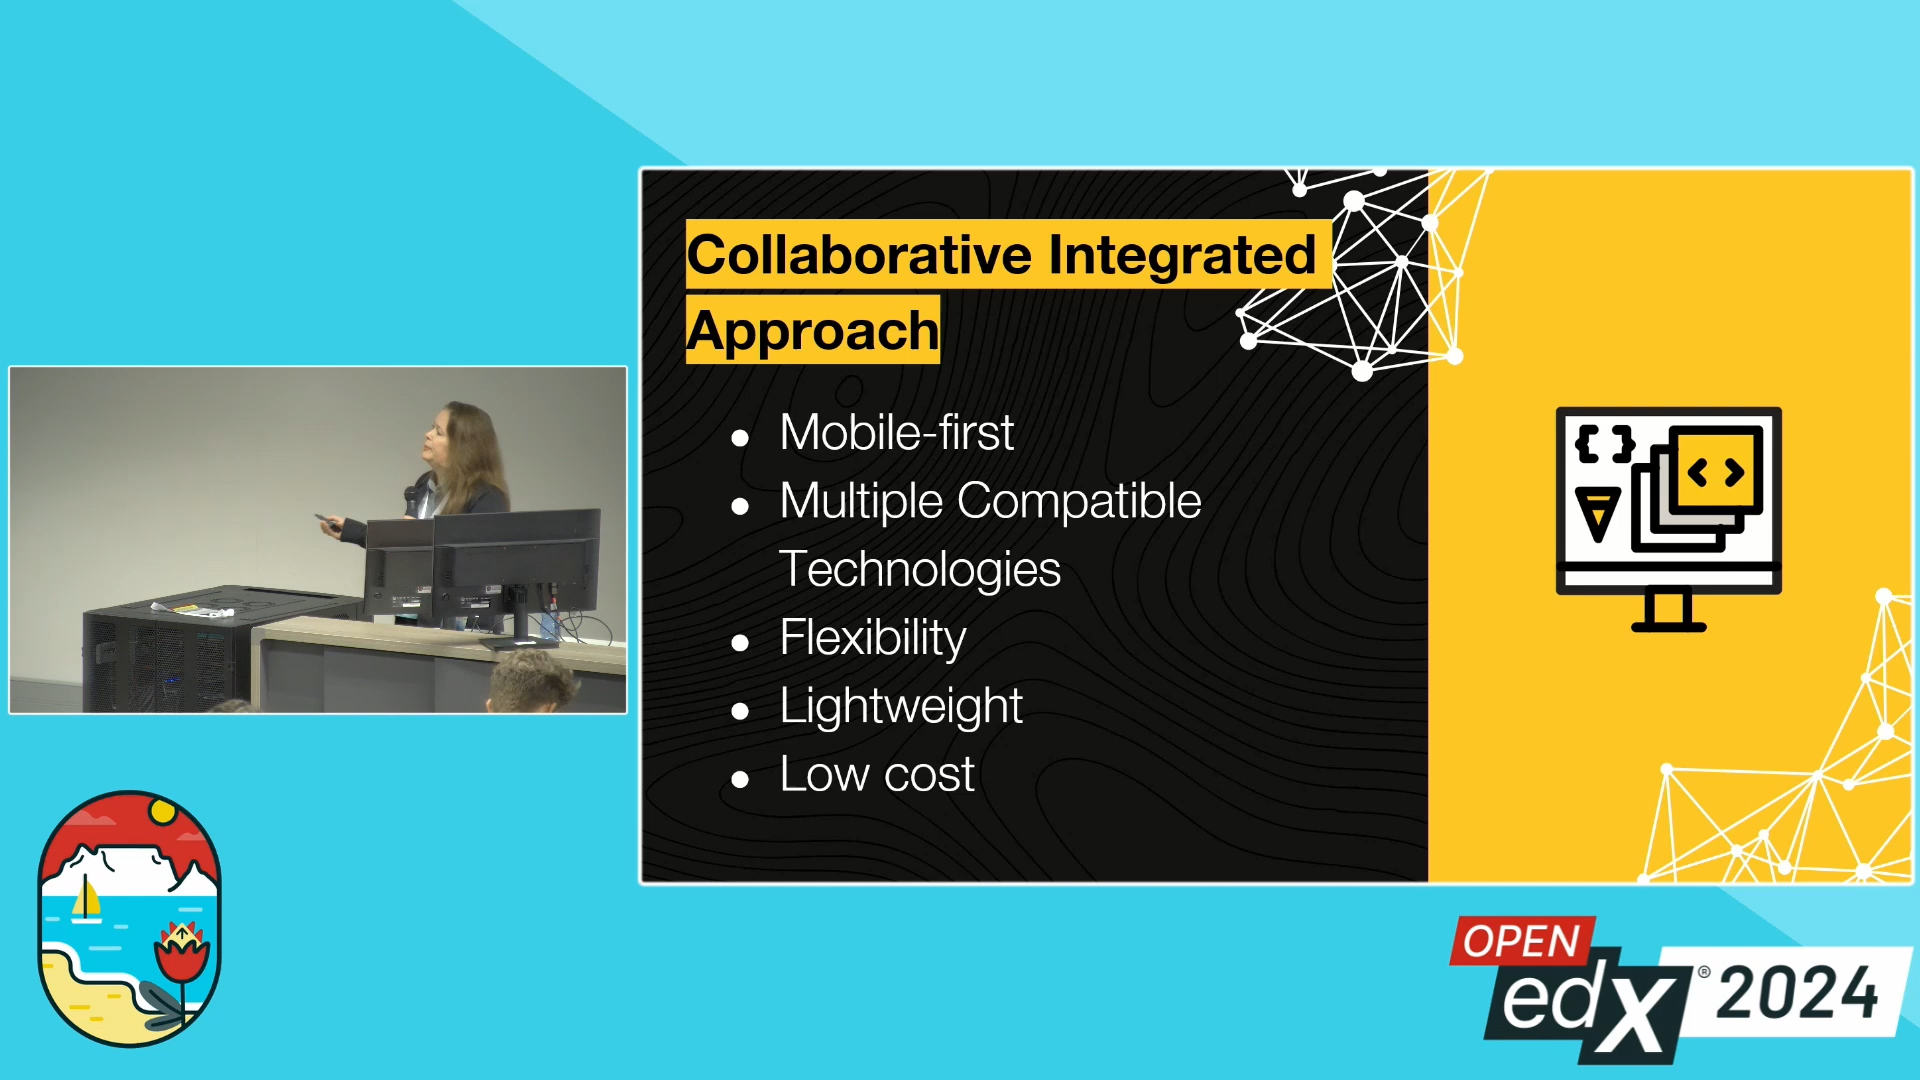 Collaborative Integrated
Approach
Mobile-first
Multiple Compatible
Technologies
Flexibility
Lightweight
Low cost
OPEN
edX® 2024